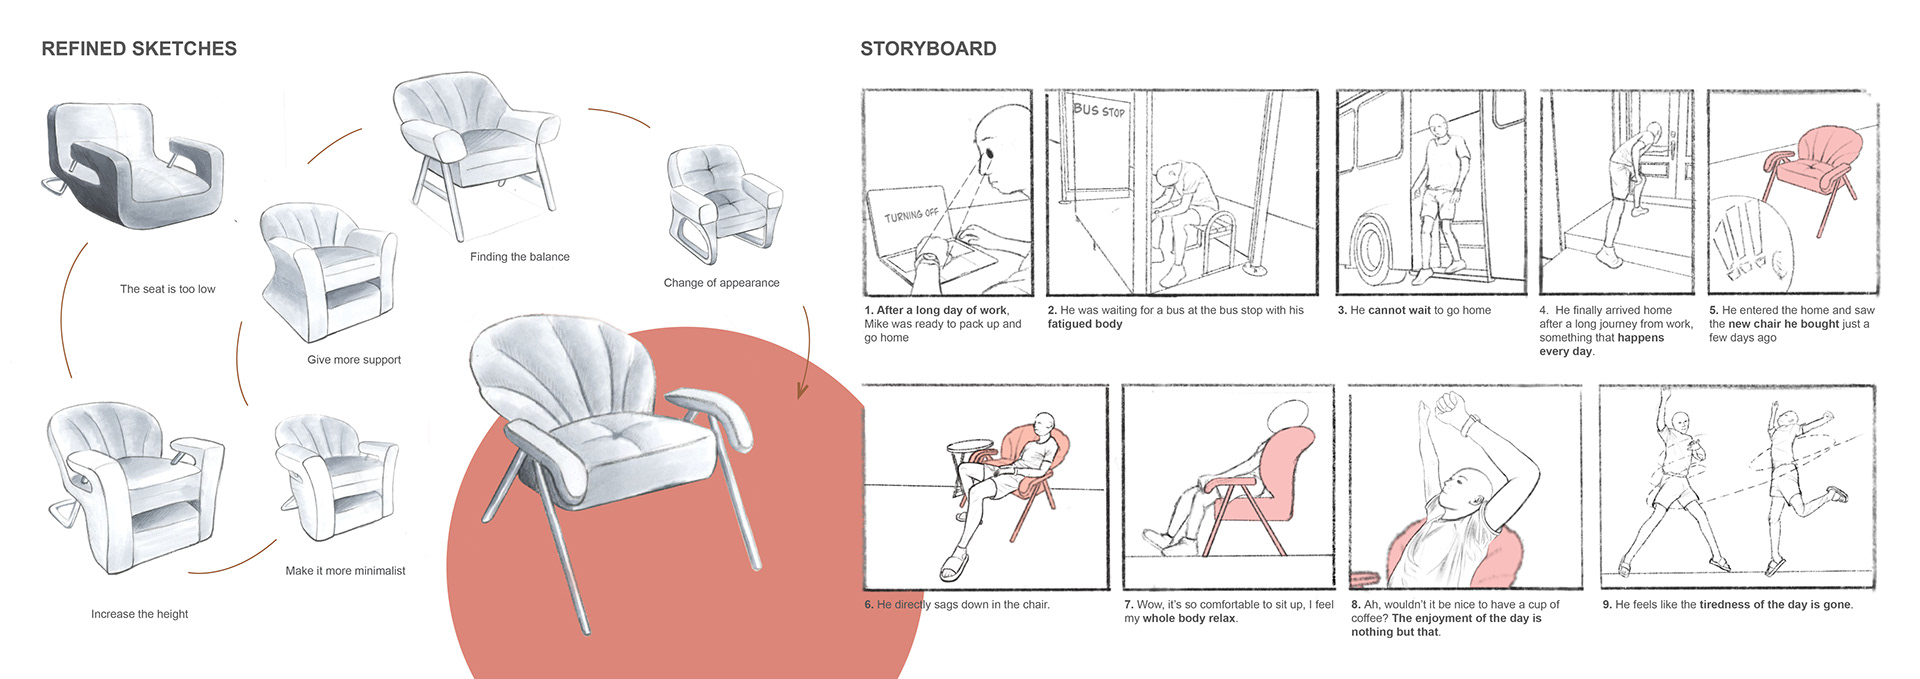 REFINED SKETCHES
The seat is too low
Give more support
Finding the balance
Change of appearance
Increase the height
Make it more minimalist
STORYBOARD
TURNING OFF
BUS STOP
1. After a long day of work,
Mike was ready to pack up and
go home
2. He was waiting for a bus at the bus stop with his
fatigued body
3. He cannot wait to go home
4. He finally arrived home
after a long journey from work,
something that happens
every day.
5. He entered the home and saw
the new chair he bought just a
few days ago
6. He directly sags down in the chair.
7. Wow, it's so comfortable to sit up, I feel
my whole body relax.
8. Ah, wouldn't it be nice to have a cup of
coffee? The enjoyment of the day is
nothing but that.
9. He feels like the tiredness of the day is gone.